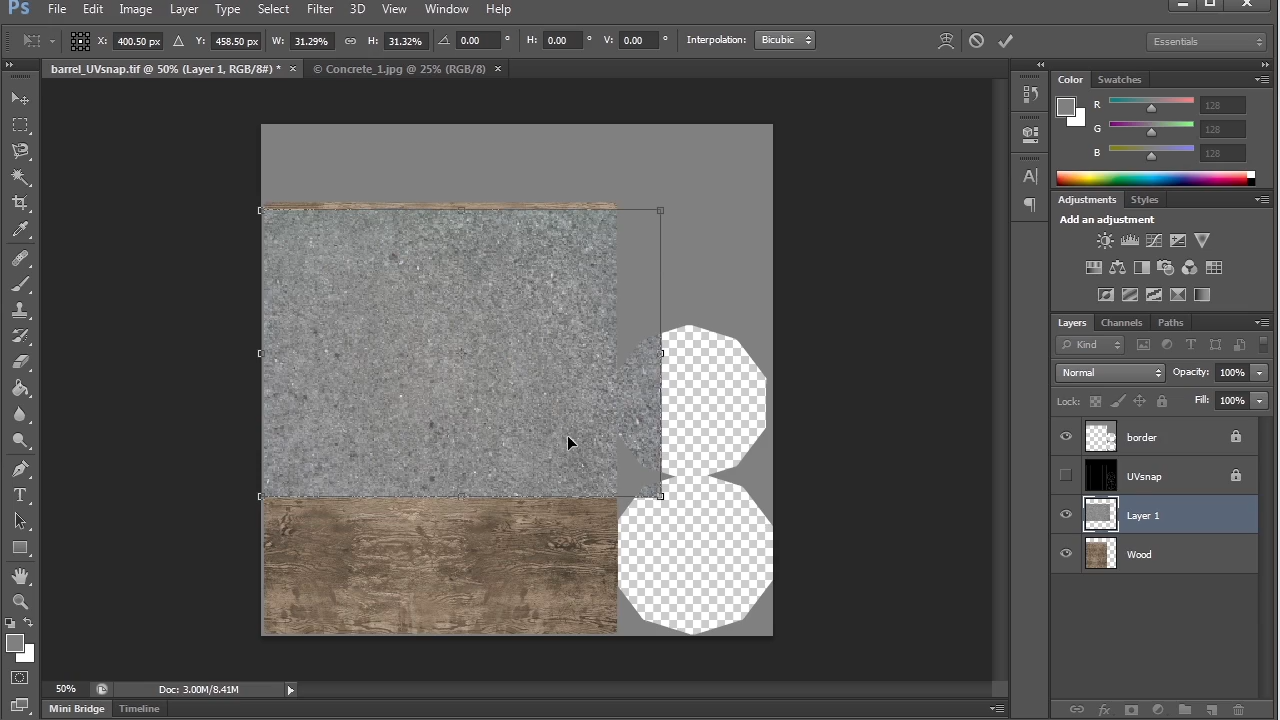 Ps File Edit Image Layer Type Select Filter 3D View Window Help
X: 400.50 px Y: 458.50 px W: 31.29% H: 31.32% 0.00 ° H: 0.00 ° V: 0.00 ° Interpolation: Bicubic Essentials
barrel_UVsnap.tif @ 50% (Layer 1, RGB/8#) * × © Concrete_1.jpg @ 25% (RGB/8) ×
Color Swatches
R 128
G 128
B 128
Adjustments Styles
Add an adjustment
Layers Channels Paths
Kind
Normal Opacity: 100%
Lock: Fill: 100%
border
UVsnap
Layer 1
Wood
50% Doc: 3.00M/8.41M
Mini Bridge Timeline